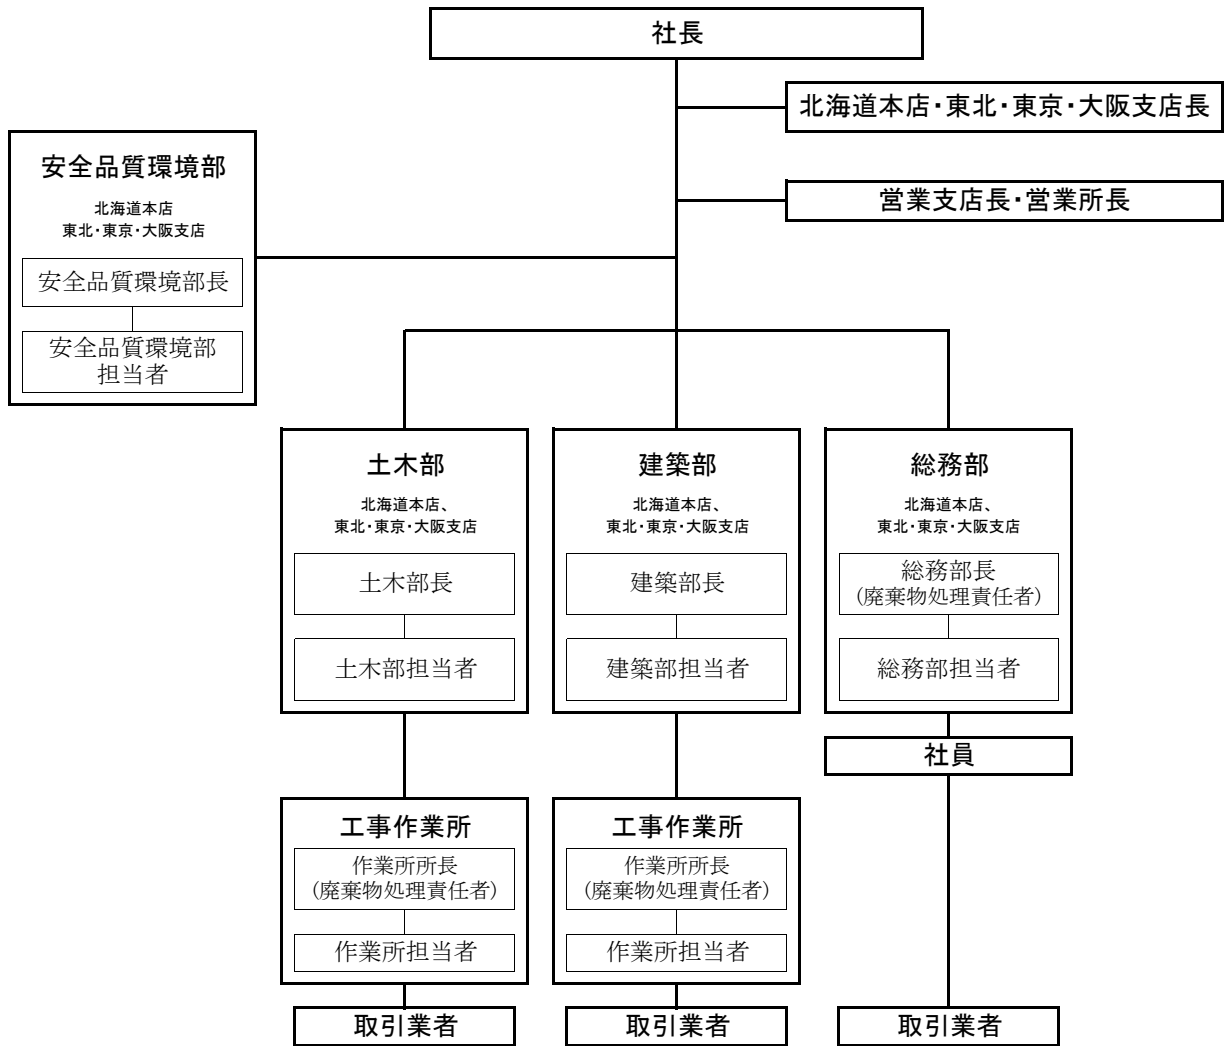 社長
北海道本店・東北・東京・大阪支店長
営業支店長・営業所長
安全品質環境部
北海道本店
東北・東京・大阪支店
安全品質環境部長
安全品質環境部
担当者
土木部
北海道本店、
東北・東京・大阪支店
土木部長
土木部担当者
建築部
北海道本店、
東北・東京・大阪支店
建築部長
建築部担当者
総務部
北海道本店、
東北・東京・大阪支店
総務部長
(廃棄物処理責任者)
総務部担当者
社員
工事作業所
作業所所長
(廃棄物処理責任者)
作業所担当者
工事作業所
作業所所長
(廃棄物処理責任者)
作業所担当者
取引業者
取引業者
取引業者